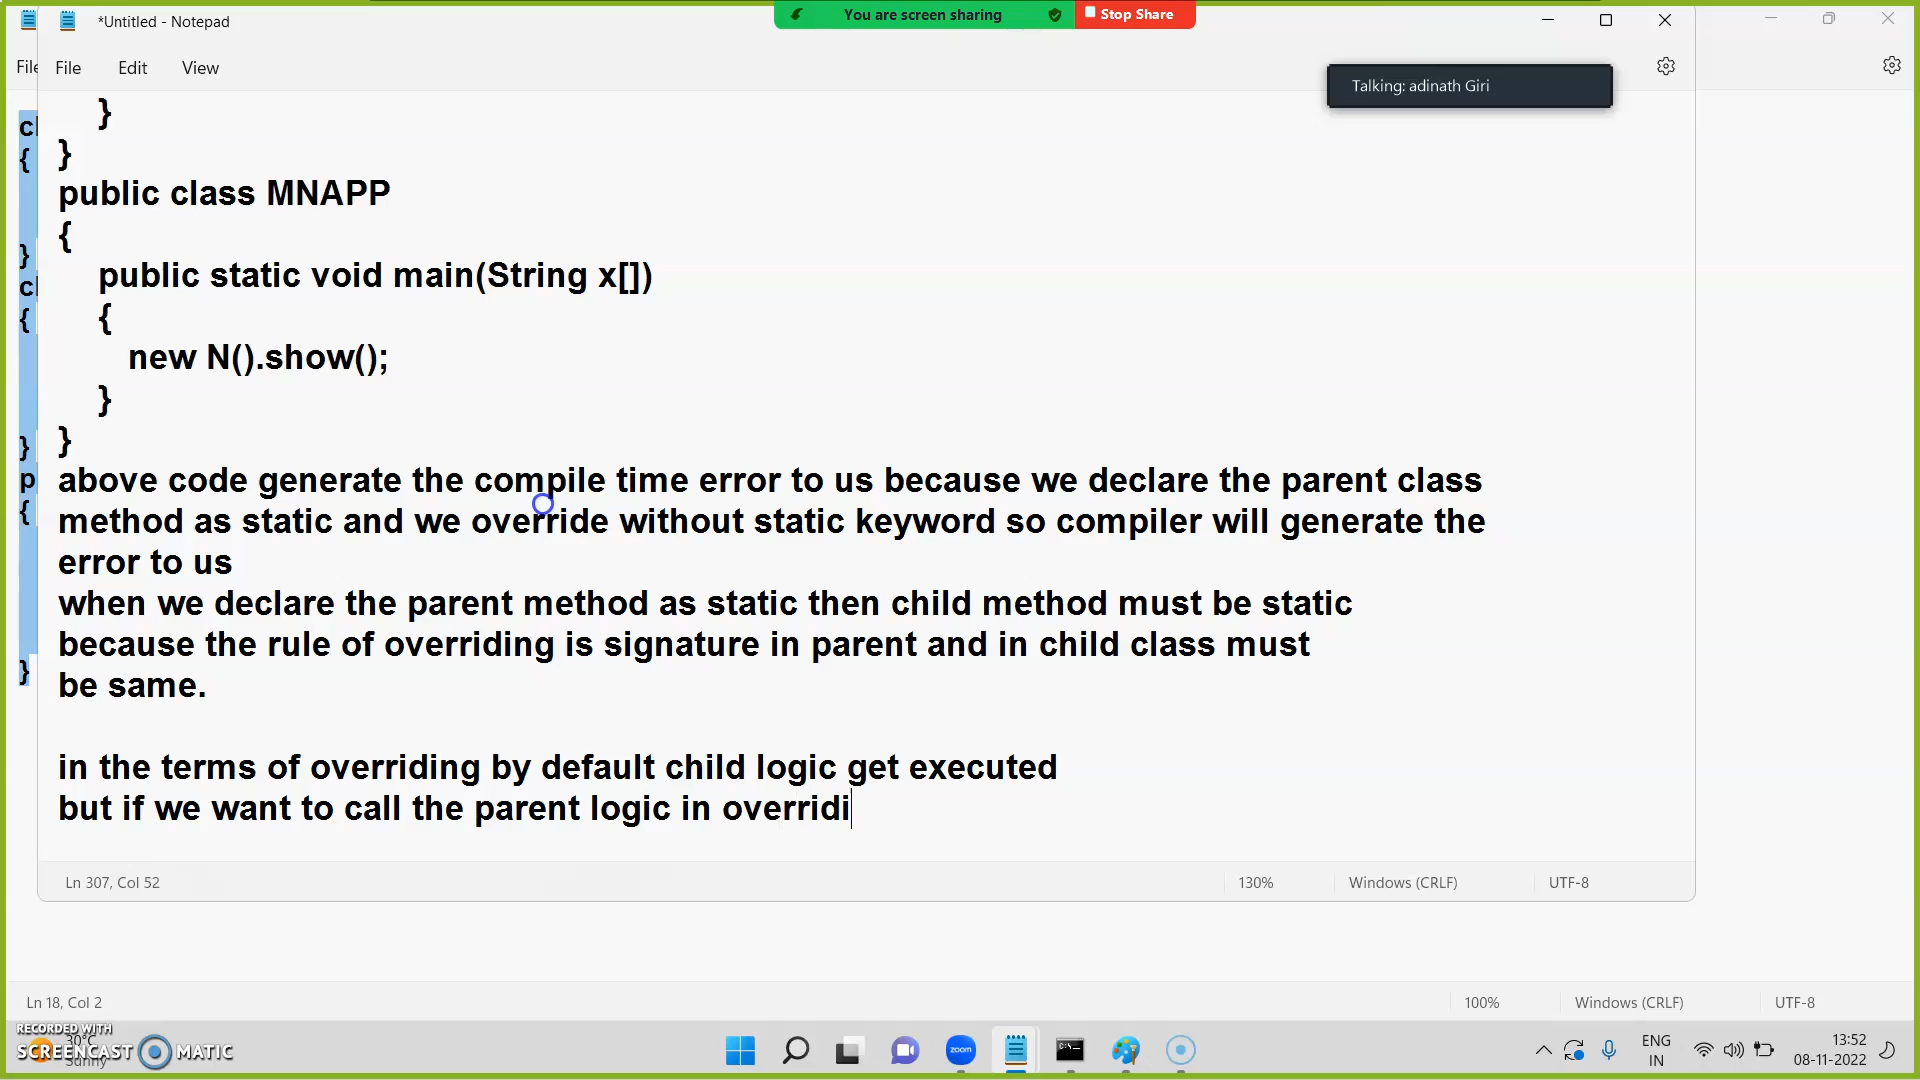 *Untitled - Notepad
You are screen sharing
Stop Share
File
File Edit View
Talking: adinath Giri
}
}
public class MNAPP
{
public static void main(String x[])
{
new N().show();
}
}
above code generate the compile time error to us because we declare the parent class
method as static and we override without static keyword so compiler will generate the
error to us
when we declare the parent method as static then child method must be static
because the rule of overriding is signature in parent and in child class must
be same.
in the terms of overriding by default child logic get executed
but if we want to call the parent logic in overridi
{
}
{
}
p
{
}
Ln 307, Col 52
130%
Windows (CRLF)
UTF-8
Ln 18, Col 2
100%
Windows (CRLF)
UTF-8
RECORDED WITH
SCREENCAST MATIC
30°C
Sunny
zoom
ENG
IN
13:52
08-11-2022